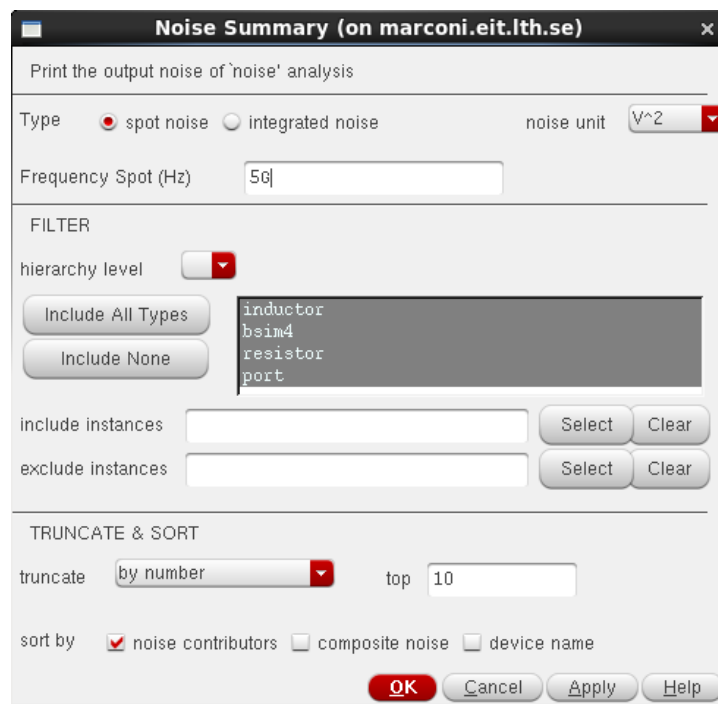 Noise Summary (on marconi.eit.lth.se)
Print the output noise of `noise' analysis
Type spot noise integrated noise noise unit V^2
Frequency Spot (Hz) 5G
FILTER
hierarchy level
Include All Types
Include None
inductor
bsim4
resistor
port
include instances Select Clear
exclude instances Select Clear
TRUNCATE & SORT
truncate by number top 10
sort by noise contributors composite noise device name
OK Cancel Apply Help